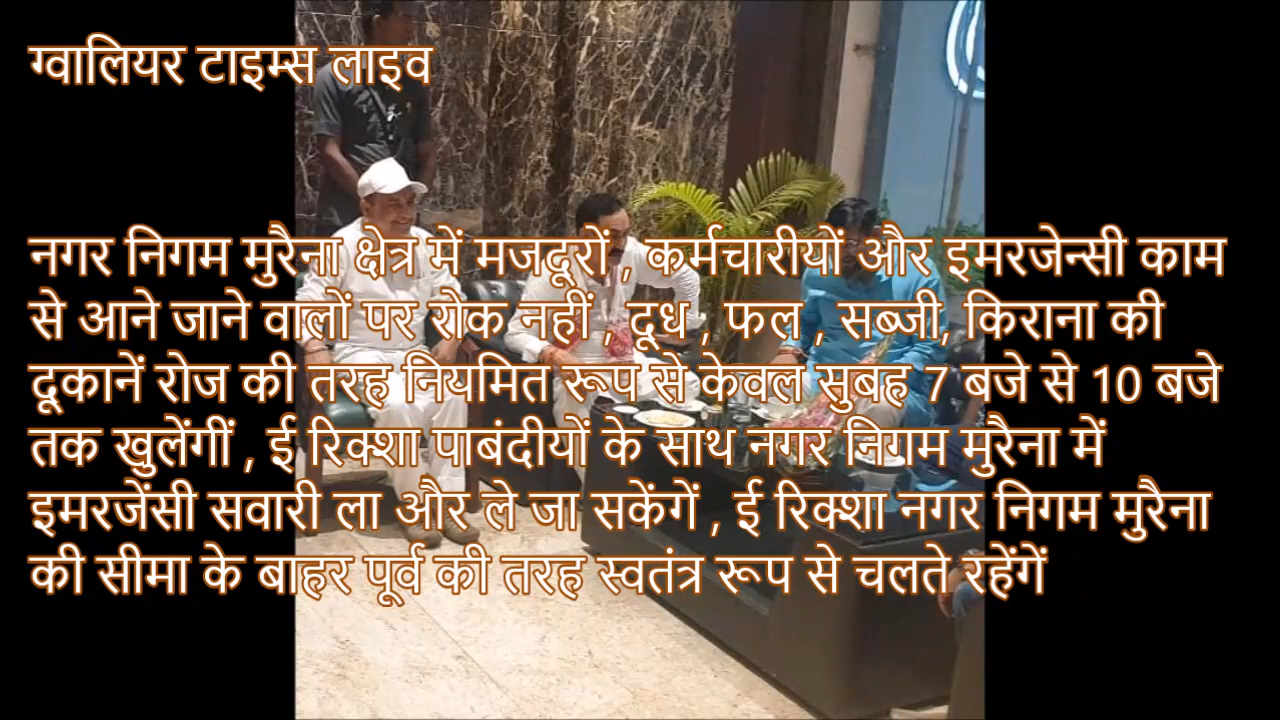 ग्वालियर टाइम्स लाइव
नगर निगम मुरैना क्षेत्र में मजदूरों , कर्मचारीयों और इमरजेन्सी काम
से आने जाने वालों पर रोक नहीं , दूध , फल , सब्जी, किराना की
दूकानें रोज की तरह नियमित रूप से केवल सुबह 7 बजे से 10 बजे
तक खुलेंगीं , ई रिक्शा पाबंदीयों के साथ नगर निगम मुरैना में
इमरजेंसी सवारी ला और ले जा सकेंगें , ई रिक्शा नगर निगम मुरैना
की सीमा के बाहर पूर्व की तरह स्वतंत्र रूप से चलते रहेंगें